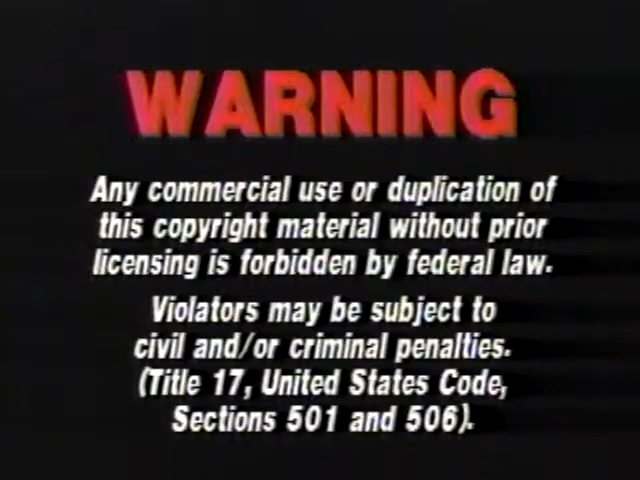 WARNING
Any commercial use or duplication of
this copyright material without prior
licensing is forbidden by federal law.
Violators may be subject to
civil and/or criminal penalties.
(Title 17, United States Code,
Sections 501 and 506).